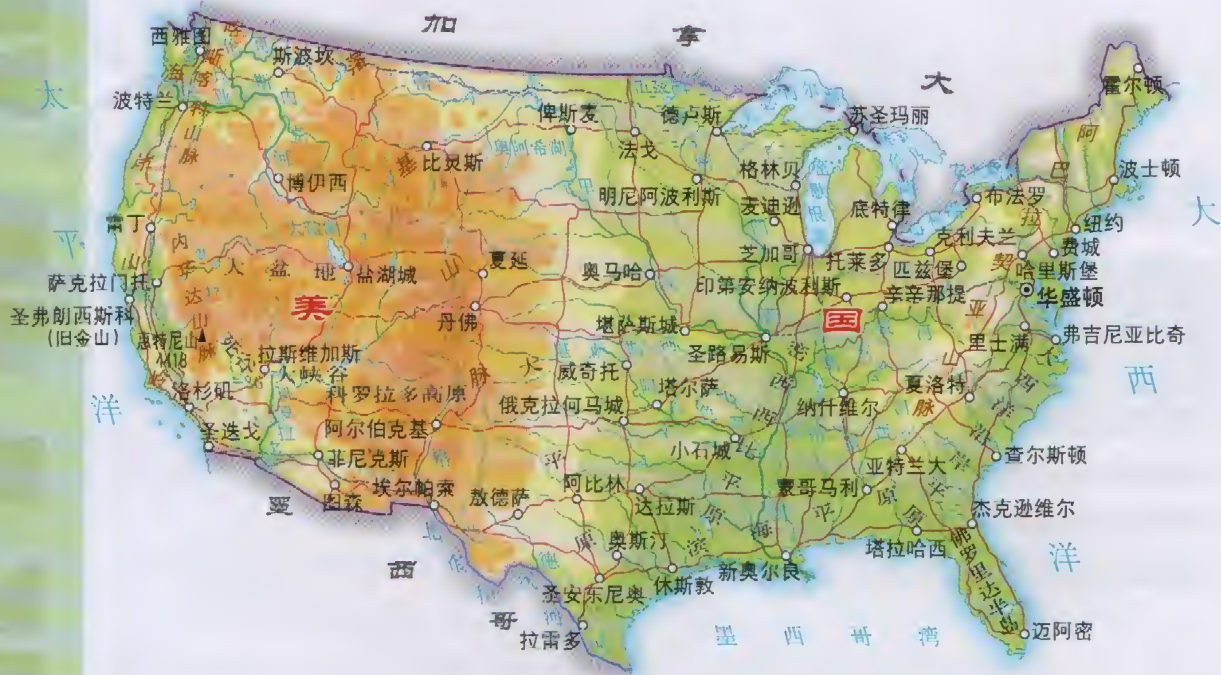 加
拿
大
西雅图
斯波坎
波特兰
太
平
洋
霍尔顿
俾斯麦
德卢斯
苏圣玛丽
法戈
比灵斯
博伊西
格林贝
明尼阿波利斯
麦迪逊
底特律
布法罗
波士顿
大
西
洋
纽约
费城
雷丁
芝加哥
托莱多
克利夫兰
匹兹堡
哈里斯堡
大盆地
盐湖城
夏延
奥马哈
萨克拉门托
印第安纳波利斯
辛辛那提
华盛顿
圣弗朗西斯科
(旧金山)
美
国
丹佛
堪萨斯城
圣路易斯
里士满
弗吉尼亚比奇
惠特尼山
4418
拉斯维加斯
大峡谷
科罗拉多高原
威奇托
塔尔萨
纳什维尔
夏洛特
洛杉矶
俄克拉何马城
阿尔伯克基
圣迭戈
菲尼克斯
小石城
亚特兰大
查尔斯顿
图森
埃尔帕索
敖德萨
阿比林
达拉斯
蒙哥马利
杰克逊维尔
墨
西
哥
奥斯汀
塔拉哈西
圣安东尼奥
休斯敦
新奥尔良
佛罗里达半岛
拉雷多
墨西哥湾
迈阿密